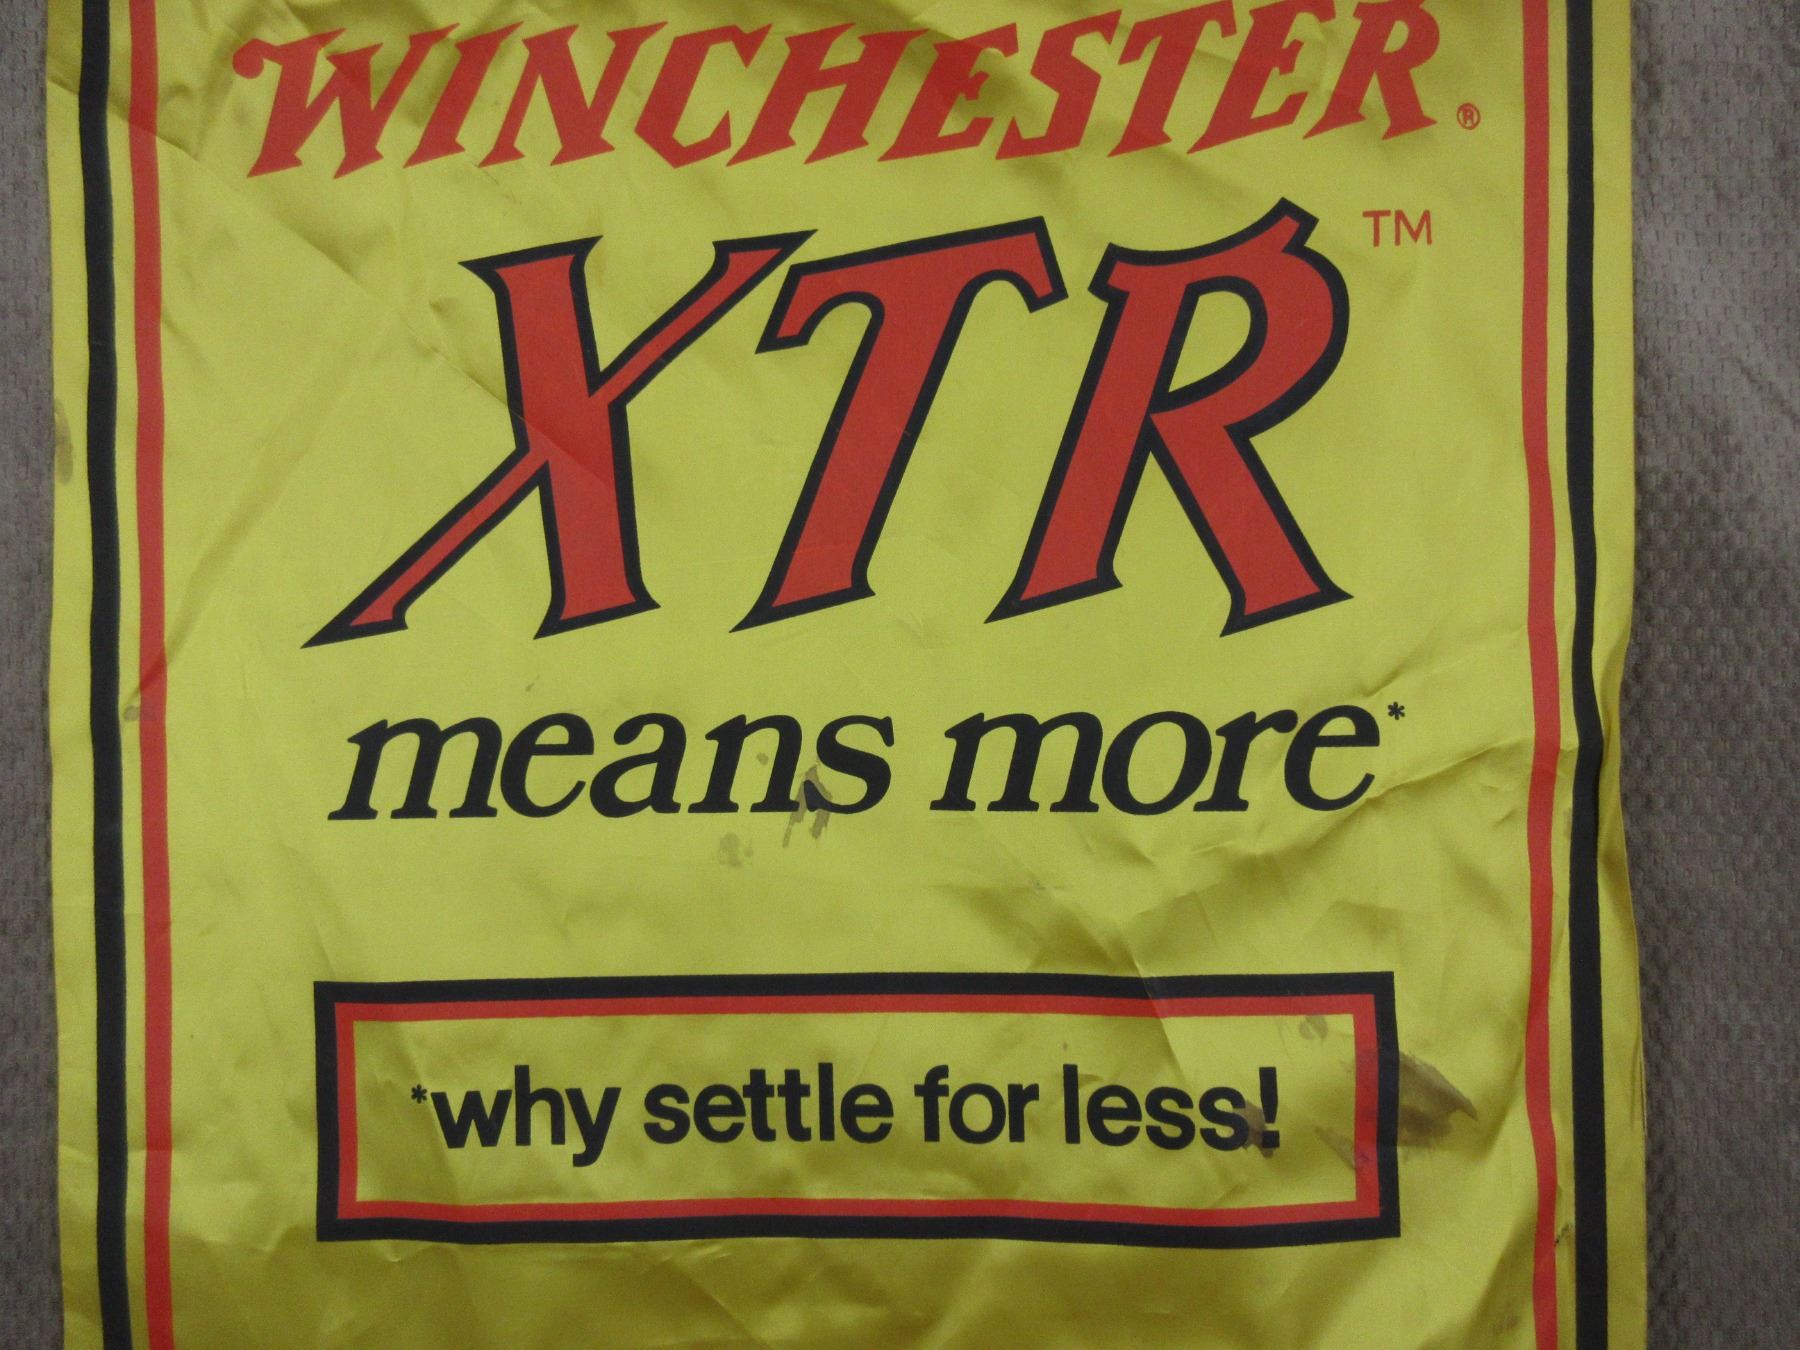 WINCHESTER®
XTR™
means more*
*why settle for less!